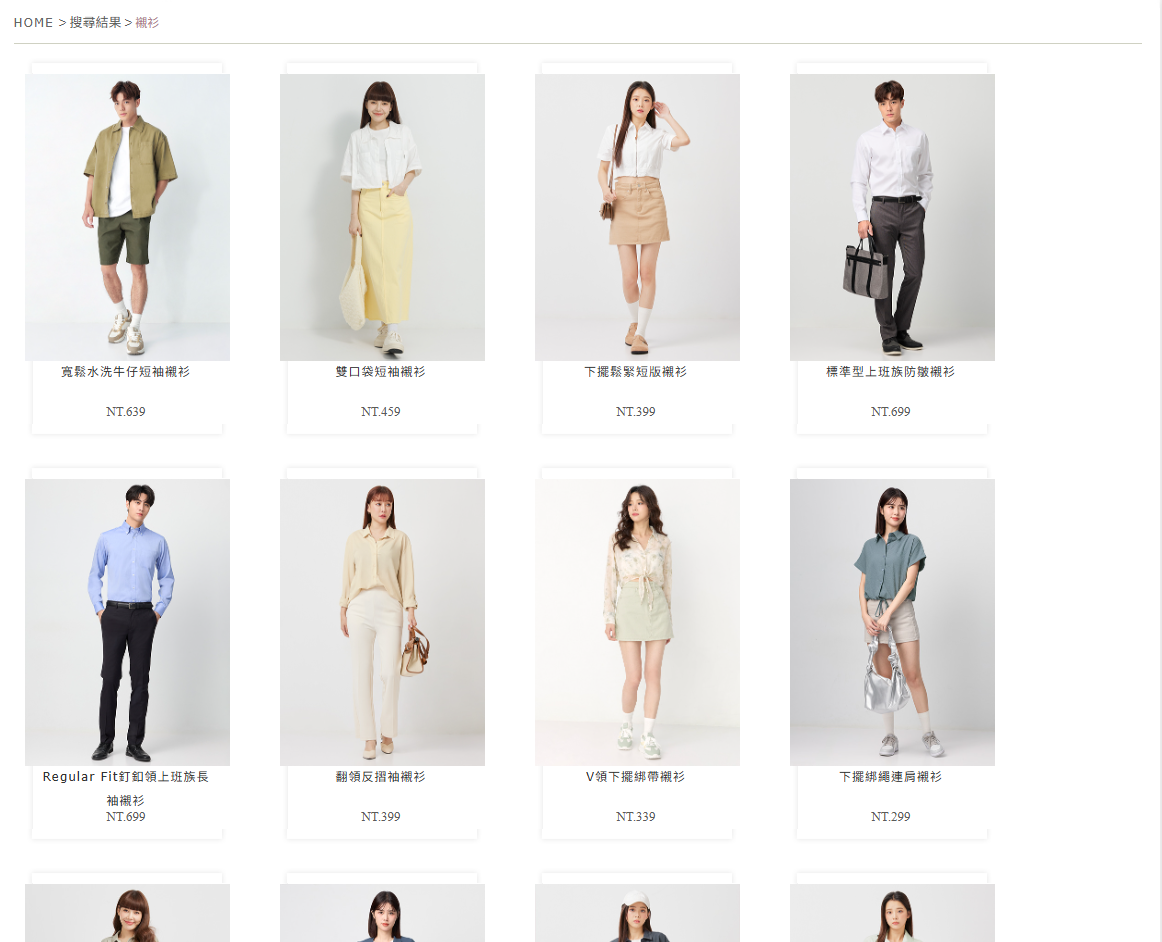 HOME > 搜尋結果 > 襯衫
寬鬆水洗牛仔短袖襯衫
NT.639
雙口袋短袖襯衫
NT.459
下擺鬆緊短版襯衫
NT.399
標準型上班族防皺襯衫
NT.699
Regular Fit釘釦領上班族長
袖襯衫
NT.699
翻領反摺袖襯衫
NT.399
V領下擺綁帶襯衫
NT.339
下擺綁繩連肩襯衫
NT.299